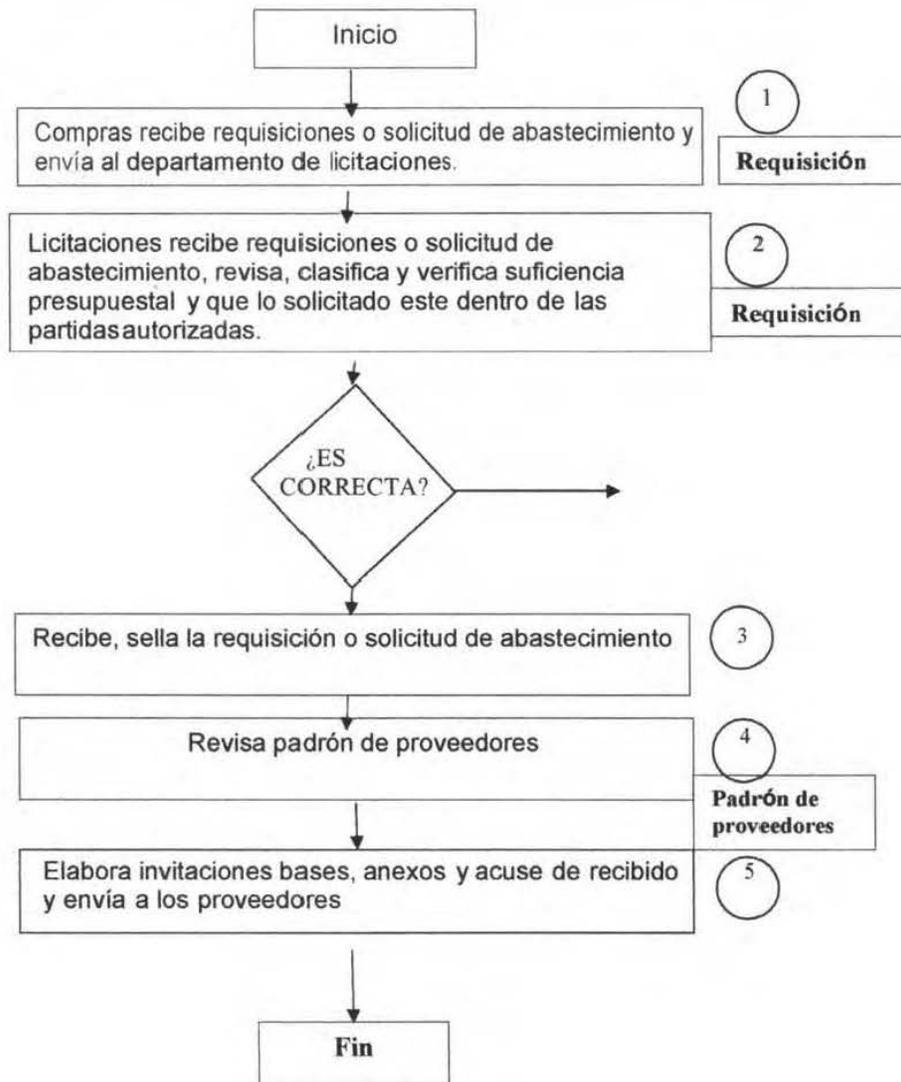 Inicio
1
Compras recibe requisiciones o solicitud de abastecimiento y
envía al departamento de licitaciones.
Requisición
2
Licitaciones recibe requisiciones o solicitud de
abastecimiento, revisa, clasifica y verifica suficiencia
presupuestal y que lo solicitado este dentro de las
partidas autorizadas.
Requisición
¿ES
CORRECTA?
Recibe, sella la requisición o solicitud de abastecimiento
3
Revisa padrón de proveedores
4
Padrón de
proveedores
Elabora invitaciones bases, anexos y acuse de recibido
y envía a los proveedores
5
Fin